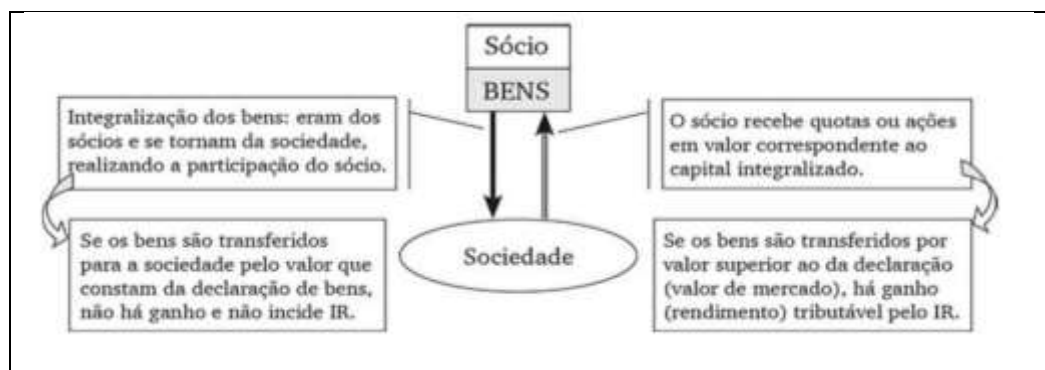 Sócio
BENS
Integralização dos bens: eram dos
sócios e se tornam da sociedade,
realizando a participação do sócio.
O sócio recebe quotas ou ações
em valor correspondente ao
capital integralizado.
Se os bens são transferidos
para a sociedade pelo valor que
constam da declaração de bens,
não há ganho e não incide IR.
Sociedade
Se os bens são transferidos por
valor superior ao da declaração
(valor de mercado), há ganho
(rendimento) tributável pelo IR.